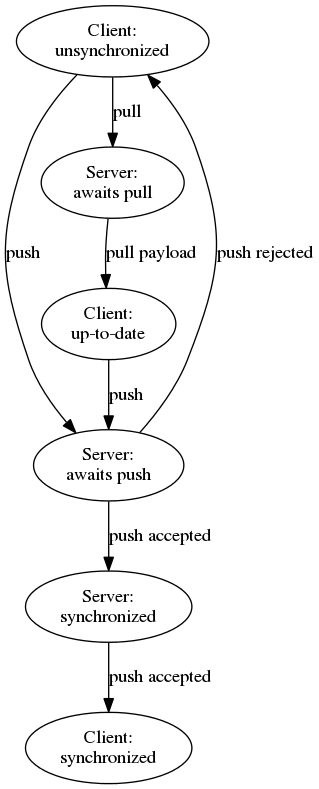 Client:
unsynchronized
pull
Server:
awaits pull
push
pull payload
push rejected
Client:
up-to-date
push
Server:
awaits push
push accepted
Server:
synchronized
push accepted
Client:
synchronized